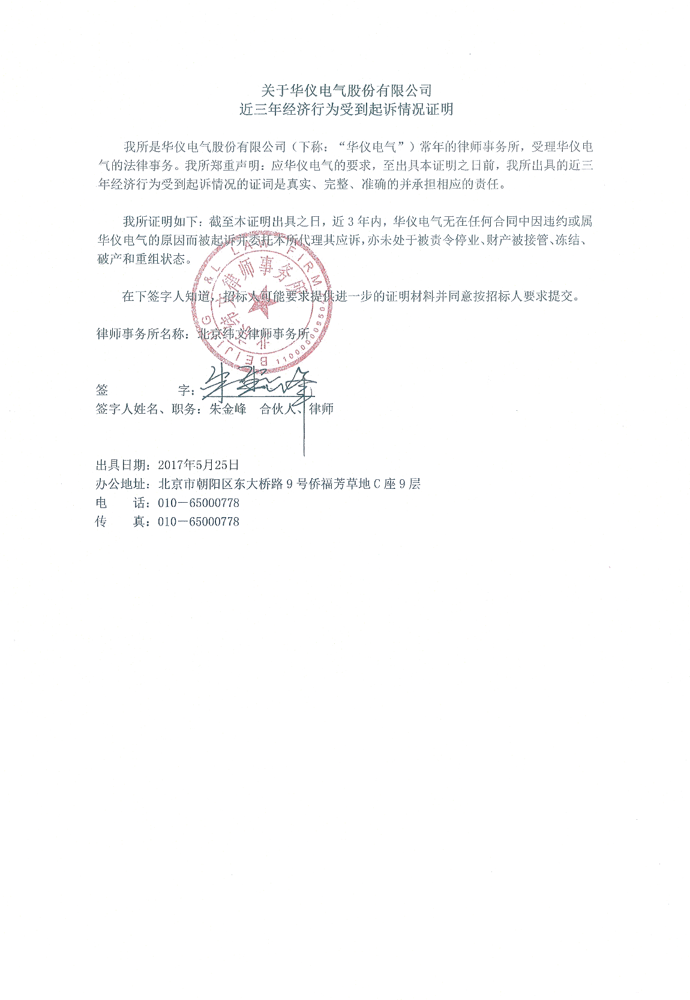 关于华仪电气股份有限公司
近三年经济行为受到起诉情况证明
我所是华仪电气股份有限公司（下称：“华仪电气”）常年的律师事务所，受理华仪电
气的法律事务。我所郑重声明：应华仪电气的要求，至出具本证明之日前，我所出具的近三
年经济行为受到起诉情况的证词是真实、完整、准确的并承担相应的责任。
我所证明如下：截至本证明出具之日，近 3 年内，华仪电气无在任何合同中因违约或属
华仪电气的原因而被起诉并委托本所代理其应诉，亦未处于被责令停业、财产被接管、冻结、
破产和重组状态。
在下签字人知道，招标人可能要求提供进一步的证明材料并同意按招标人要求提交。
律师事务所名称：北京纬文律师事务所
BEIJING &L LAW FIRM
北京纬文律师事务所
签 字：朱金峰
签字人姓名、职务：朱金峰 合伙人、律师
出具日期：2017年5月25日
办公地址：北京市朝阳区东大桥路 9 号侨福芳草地 C 座 9 层
电 话：010－65000778
传 真：010－65000778